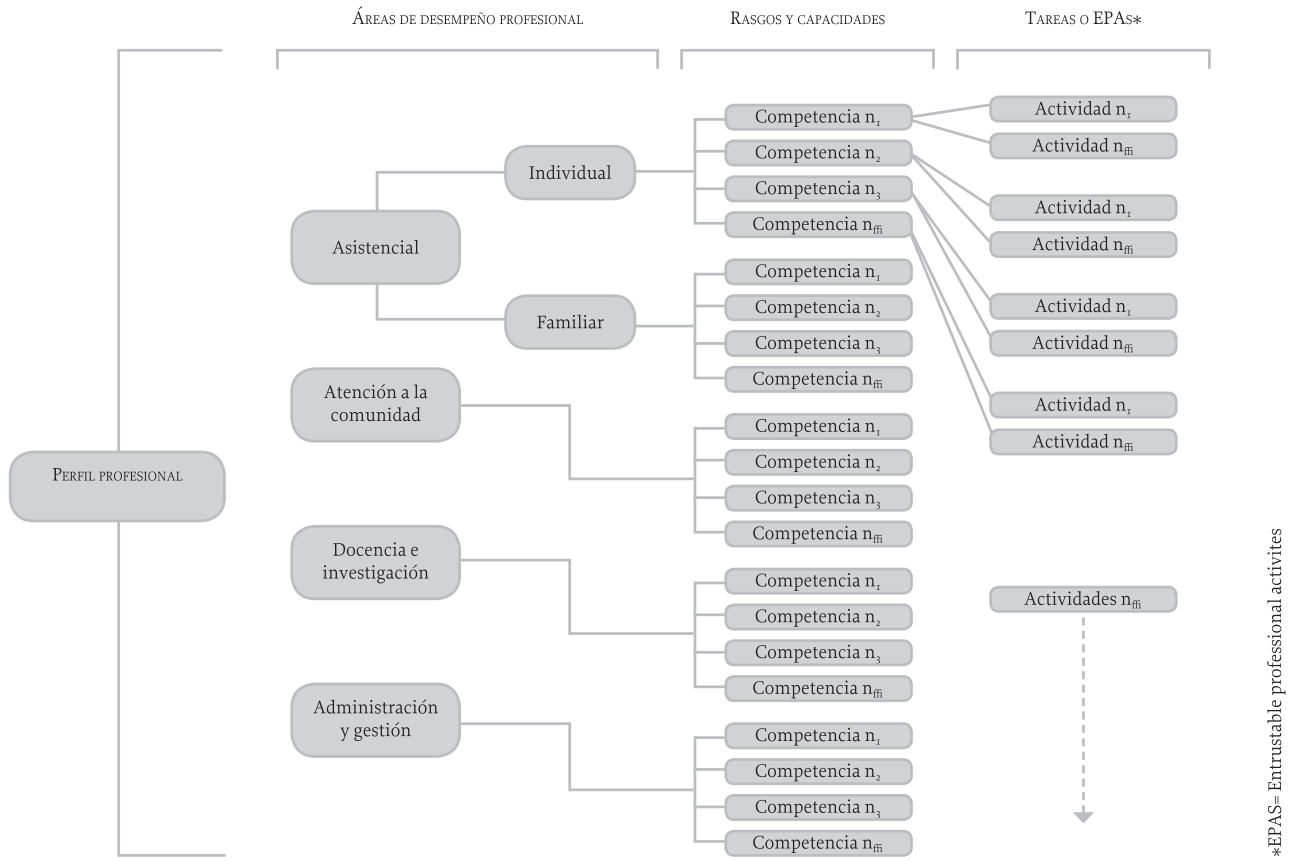 ÁREAS DE DESEMPEÑO PROFESIONAL
RASGOS Y CAPACIDADES
TAREAS O EPAS*
PERFIL PROFESIONAL
Asistencial
Individual
Familiar
Atención a la
comunidad
Docencia e
investigación
Administración
y gestión
Competencia n₁
Competencia n₂
Competencia n₃
Competencia nffi
Competencia n₁
Competencia n₂
Competencia n₃
Competencia nffi
Competencia n₁
Competencia n₂
Competencia n₃
Competencia nffi
Competencia n₁
Competencia n₂
Competencia n₃
Competencia nffi
Competencia n₁
Competencia n₂
Competencia n₃
Competencia nffi
Actividad n₁
Actividad nffi
Actividad n₁
Actividad nffi
Actividad n₁
Actividad nffi
Actividad n₁
Actividad nffi
Actividades nffi
*EPAS= Entrustable professional activites